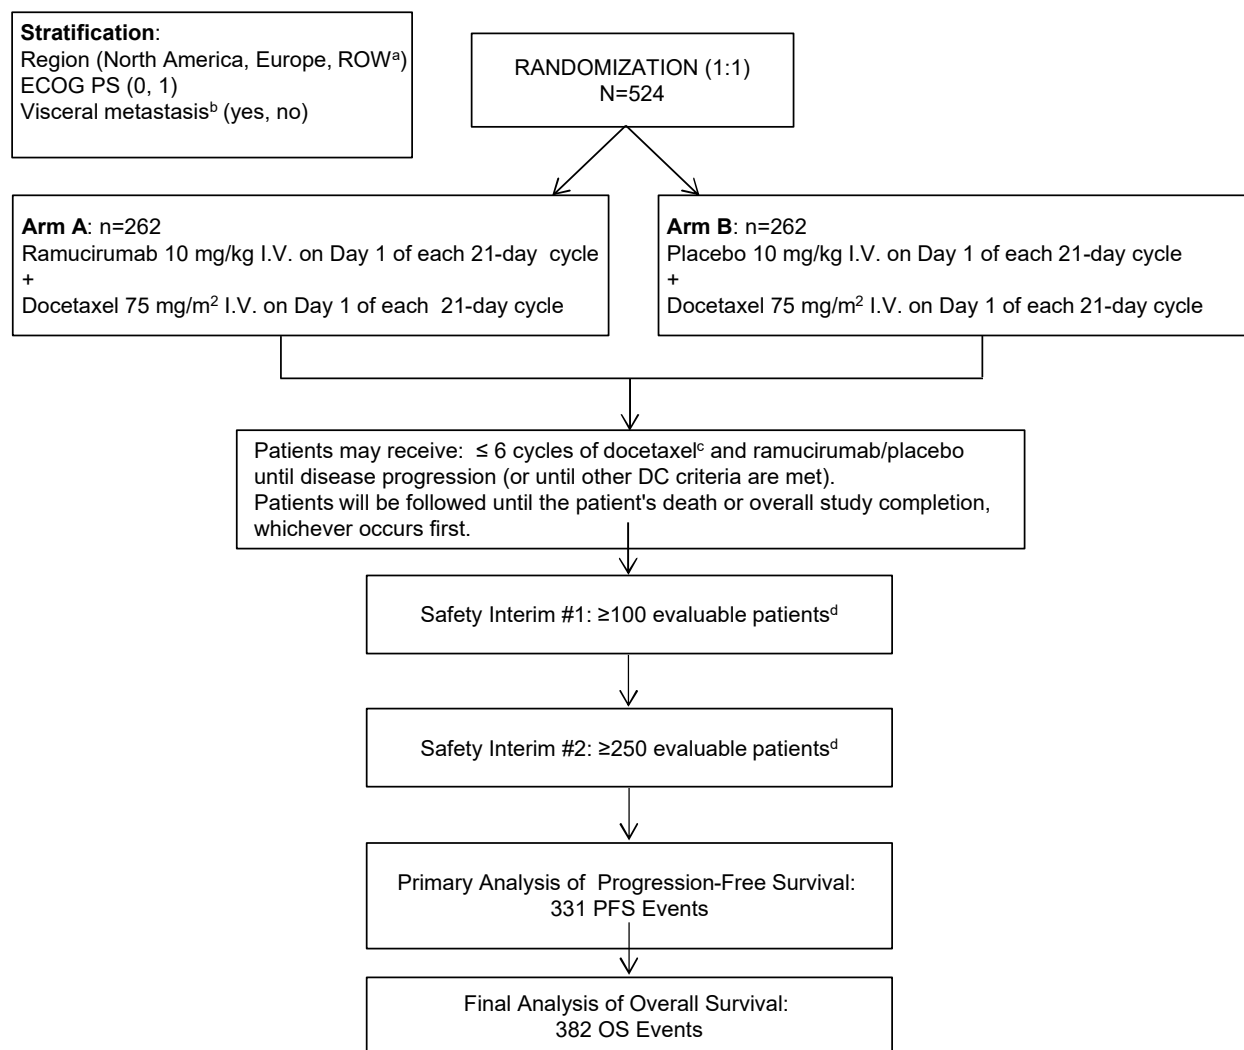 Stratification:
Region (North America, Europe, ROWᵃ)
ECOG PS (0, 1)
Visceral metastasisᵇ (yes, no)
RANDOMIZATION (1:1)
N=524
Arm A: n=262
Ramucirumab 10 mg/kg I.V. on Day 1 of each 21-day cycle
+
Docetaxel 75 mg/m² I.V. on Day 1 of each 21-day cycle
Arm B: n=262
Placebo 10 mg/kg I.V. on Day 1 of each 21-day cycle
+
Docetaxel 75 mg/m² I.V. on Day 1 of each 21-day cycle
Patients may receive: ≤ 6 cycles of docetaxelᶜ and ramucirumab/placebo
until disease progression (or until other DC criteria are met).
Patients will be followed until the patient's death or overall study completion,
whichever occurs first.
Safety Interim #1: ≥100 evaluable patientsᵈ
Safety Interim #2: ≥250 evaluable patientsᵈ
Primary Analysis of Progression-Free Survival:
331 PFS Events
Final Analysis of Overall Survival:
382 OS Events